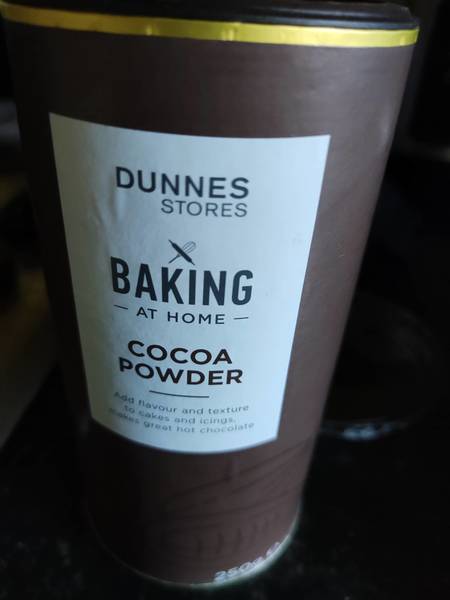 DUNNES
STORES
BAKING
AT HOME
COCOA
POWDER
Add flavour and texture
to cakes and icings,
makes great hot chocolate
250g e